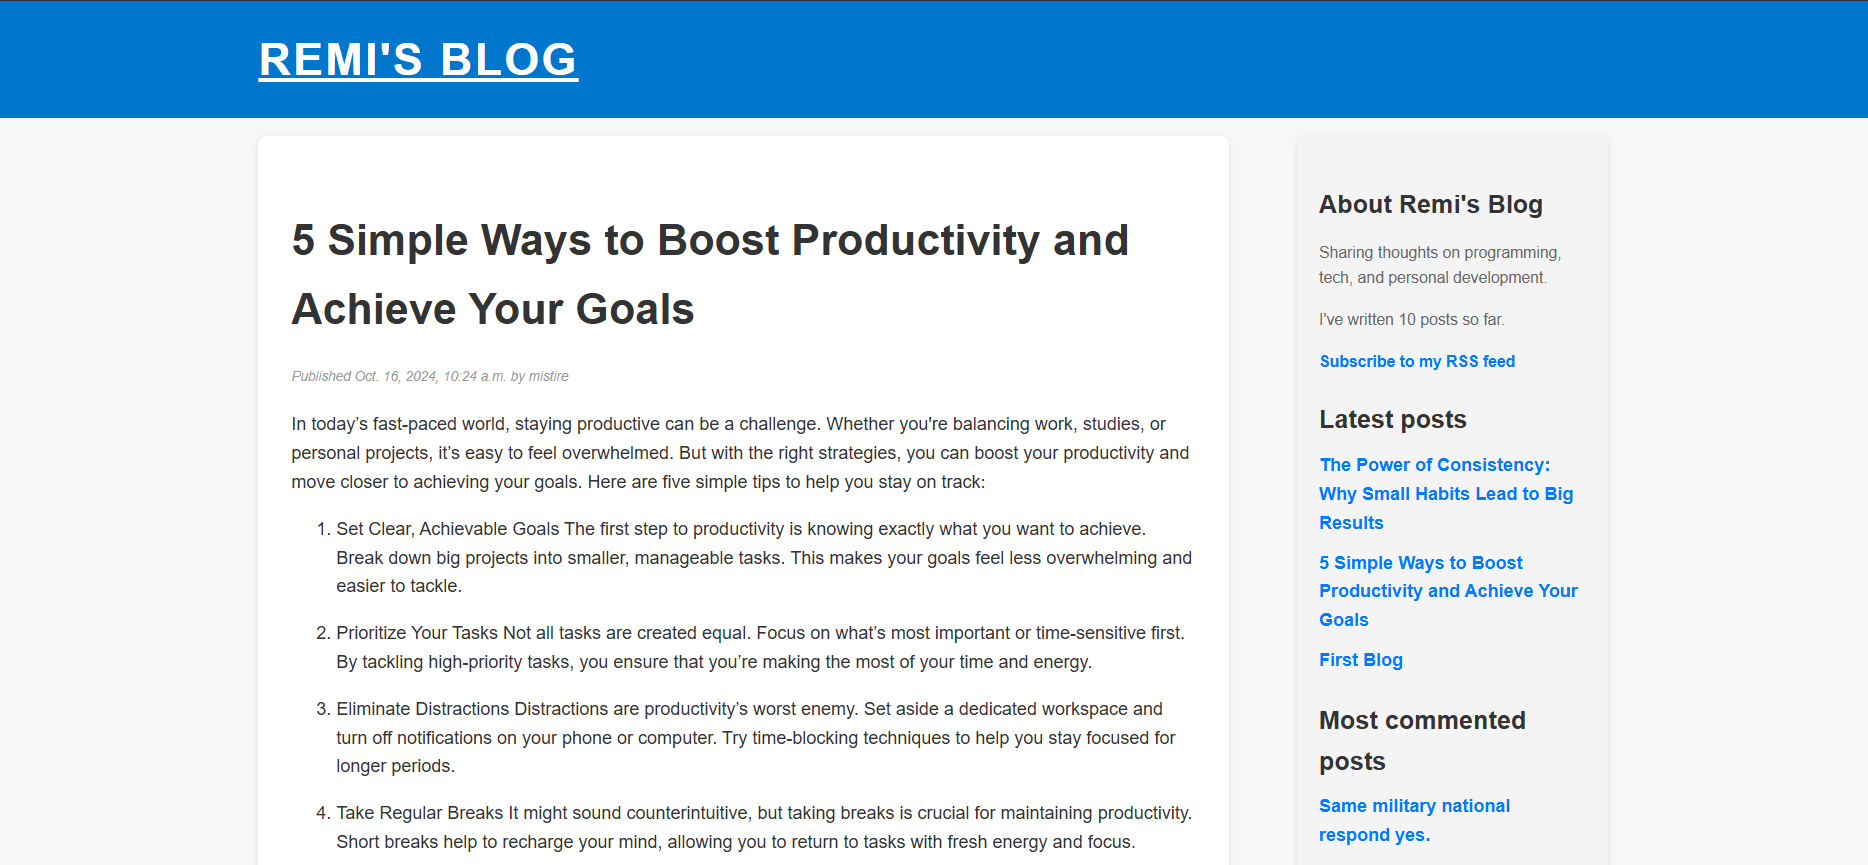 REMI'S BLOG
5 Simple Ways to Boost Productivity and
Achieve Your Goals
Published Oct. 16, 2024, 10:24 a.m. by mistire
In today’s fast-paced world, staying productive can be a challenge. Whether you're balancing work, studies, or
personal projects, it’s easy to feel overwhelmed. But with the right strategies, you can boost your productivity and
move closer to achieving your goals. Here are five simple tips to help you stay on track:
1. Set Clear, Achievable Goals The first step to productivity is knowing exactly what you want to achieve.
Break down big projects into smaller, manageable tasks. This makes your goals feel less overwhelming and
easier to tackle.
2. Prioritize Your Tasks Not all tasks are created equal. Focus on what’s most important or time-sensitive first.
By tackling high-priority tasks, you ensure that you’re making the most of your time and energy.
3. Eliminate Distractions Distractions are productivity’s worst enemy. Set aside a dedicated workspace and
turn off notifications on your phone or computer. Try time-blocking techniques to help you stay focused for
longer periods.
4. Take Regular Breaks It might sound counterintuitive, but taking breaks is crucial for maintaining productivity.
Short breaks help to recharge your mind, allowing you to return to tasks with fresh energy and focus.
About Remi's Blog
Sharing thoughts on programming,
tech, and personal development.
I've written 10 posts so far.
Subscribe to my RSS feed
Latest posts
The Power of Consistency:
Why Small Habits Lead to Big
Results
5 Simple Ways to Boost
Productivity and Achieve Your
Goals
First Blog
Most commented
posts
Same military national
respond yes.